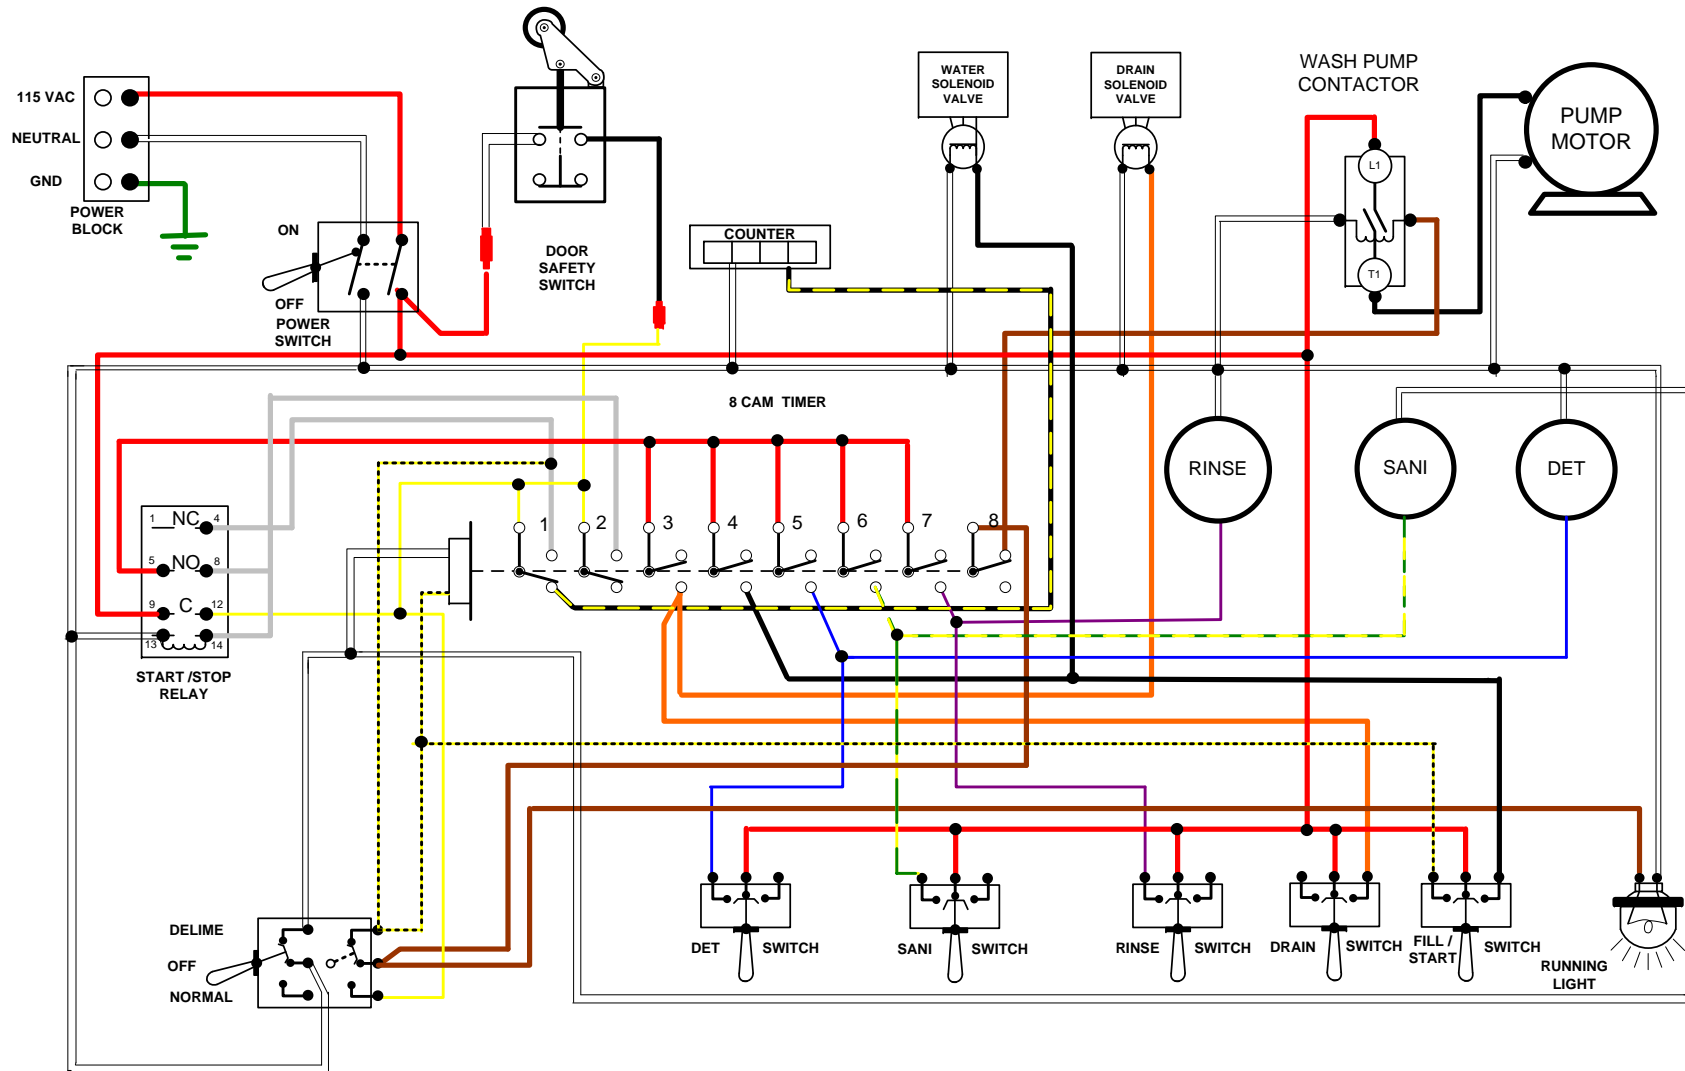 115 VAC
NEUTRAL
GND
POWER
BLOCK
ON
OFF
POWER
SWITCH
DOOR
SAFETY
SWITCH
COUNTER
WATER
SOLENOID
VALVE
DRAIN
SOLENOID
VALVE
WASH PUMP
CONTACTOR
L1
T1
PUMP
MOTOR
8 CAM TIMER
1 2 3 4 5 6 7 8
RINSE
SANI
DET
1 NC 4
5 NO 8
9 C 12
13 14
START /STOP
RELAY
DELIME
OFF
NORMAL
DET SWITCH
SANI SWITCH
RINSE SWITCH
DRAIN SWITCH
FILL /
START
SWITCH
RUNNING
LIGHT